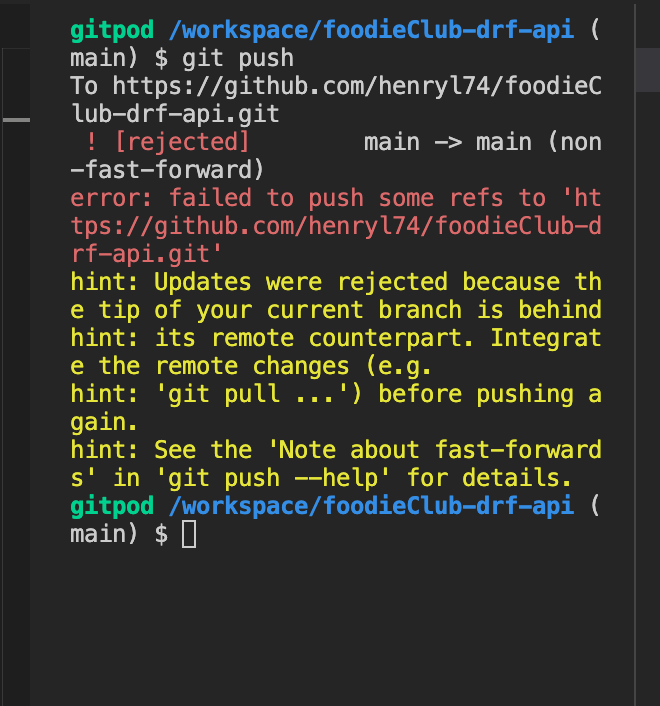 gitpod /workspace/foodieClub-drf-api (
main) $ git push
To https://github.com/henryl74/foodieC
lub-drf-api.git
 ! [rejected]        main -> main (non
-fast-forward)
error: failed to push some refs to 'ht
tps://github.com/henryl74/foodieClub-d
rf-api.git'
hint: Updates were rejected because th
e tip of your current branch is behind
hint: its remote counterpart. Integrat
e the remote changes (e.g.
hint: 'git pull ...') before pushing a
gain.
hint: See the 'Note about fast-forward
s' in 'git push --help' for details.
gitpod /workspace/foodieClub-drf-api (
main) $